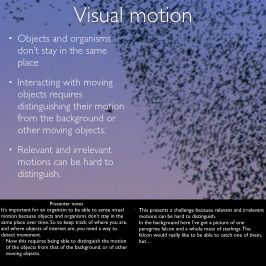 Visual motion
• Objects and organisms
don't stay in the same
place
• Interacting with moving
objects requires
distinguishing their motion
from the background or
other moving objects.
• Relevant and irrelevant
motions can be hard to
distinguish.
Presenter notes
It's important for an organism to be able to sense visual
motion because objects and organisms don't stay in the
same place over time. So to keep track of where you are,
and where objects of interest are, you need a way to
detect movement.
Now this requires being able to distinguish the motion
of objects from that of the background, or of other
moving objects.
This presents a challenge because relevant and irrelevant
motions can be hard to distinguish.
In the background here I've got a picture of one
peregrine falcon and a whole mess of starlings. The
falcon would really like to be able to catch one of them,
but…